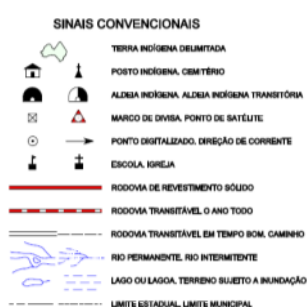 SINAIS CONVENCIONAIS
TERRA INDÍGENA DELIMITADA
POSTO INDÍGENA, CEMITÉRIO
ALDEIA INDÍGENA, ALDEIA INDÍGENA TRANSITÓRIA
MARCO DE DIVISA, PONTO DE SATÉLITE
PONTO DIGITALIZADO, DIREÇÃO DE CORRENTE
ESCOLA, IGREJA
RODOVIA DE REVESTIMENTO SÓLIDO
RODOVIA TRANSITÁVEL O ANO TODO
RODOVIA TRANSITÁVEL EM TEMPO BOM, CAMINHO
RIO PERMANENTE, RIO INTERMITENTE
LAGO OU LAGOA, TERRENO SUJEITO A INUNDAÇÃO
LIMITE ESTADUAL, LIMITE MUNICIPAL